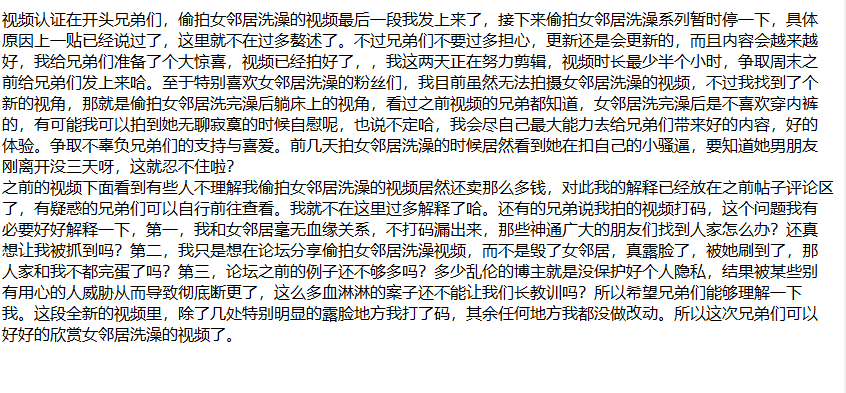 视频认证在开头兄弟们，偷拍女邻居洗澡的视频最后一段我发上来了，接下来偷拍女邻居洗澡系列暂时停一下，具体
原因上一贴已经说过了，这里就不在过多赘述了。不过兄弟们不要过多担心，更新还是会更新的，而且内容会越来越
好，我给兄弟们准备了个大惊喜，视频已经拍好了，，我这两天正在努力剪辑，视频时长最少半个小时，争取周末之
前给兄弟们发上来哈。至于特别喜欢女邻居洗澡的粉丝们，我目前虽然无法拍摄女邻居洗澡的视频，不过我找到了个
新的视角，那就是偷拍女邻居洗完澡后躺床上的视角，看过之前视频的兄弟都知道，女邻居洗完澡后是不喜欢穿内裤
的，有可能我可以拍到她无聊寂寞的时候自慰呢，也说不定哈，我会尽自己最大能力去给兄弟们带来好的内容，好的
体验。争取不辜负兄弟们的支持与喜爱。前几天拍女邻居洗澡的时候居然看到她在扣自己的小骚逼，要知道她男朋友
刚离开没三天呀，这就忍不住啦？
之前的视频下面看到有些人不理解我偷拍女邻居洗澡的视频居然还卖那么多钱，对此我的解释已经放在之前帖子评论区
了，有疑惑的兄弟们可以自行前往查看。我就不在这里过多解释了哈。还有的兄弟说我拍的视频打码，这个问题我有
必要好好解释一下，第一，我和女邻居毫无血缘关系，不打码漏出来，那些神通广大的朋友们找到人家怎么办？还真
想让我被抓到吗？第二，我只是想在论坛分享偷拍女邻居洗澡视频，而不是毁了女邻居，真露脸了，被她刷到了，那
人家和我不都完蛋了吗？第三，论坛之前的例子还不够多吗？多少乱伦的博主就是没保护好个人隐私，结果被某些别
有用心的人威胁从而导致彻底断更了，这么多血淋淋的案子还不能让我们长教训吗？所以希望兄弟们能够理解一下
我。这段全新的视频里，除了几处特别明显的露脸地方我打了码，其余任何地方我都没做改动。所以这次兄弟们可以
好好的欣赏女邻居洗澡的视频了。